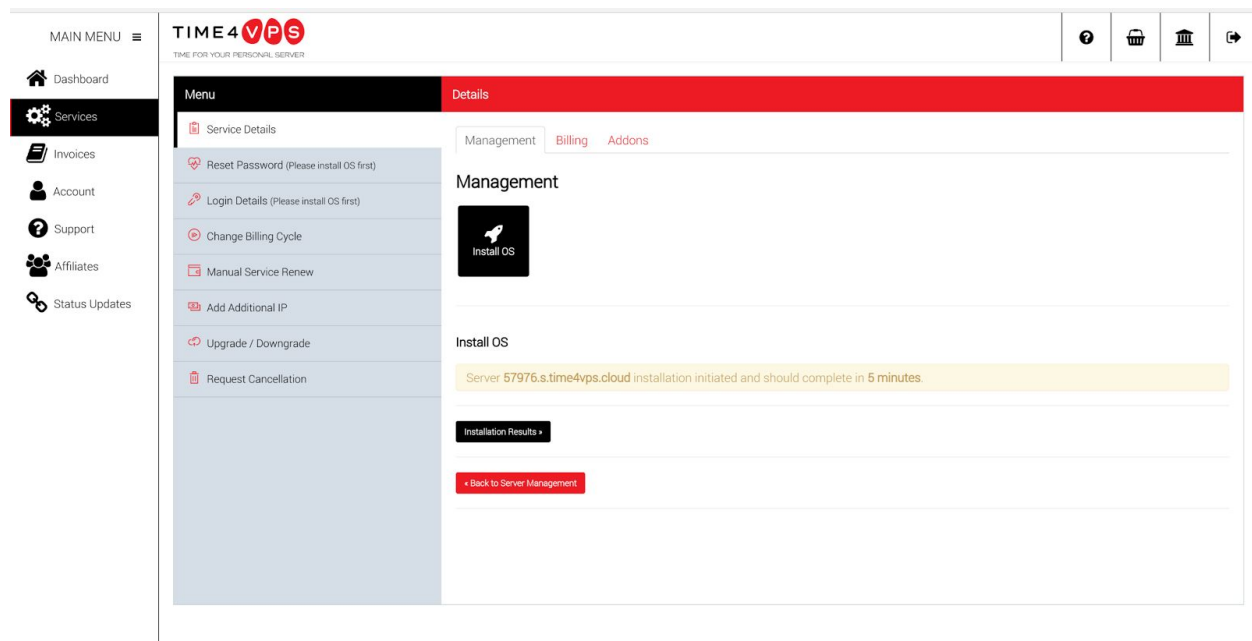 MAIN MENU
TIME4VPS
TIME FOR YOUR PERSONAL SERVER
Dashboard
Services
Invoices
Account
Support
Affiliates
Status Updates
Menu
Service Details
Reset Password (Please install OS first)
Login Details (Please install OS first)
Change Billing Cycle
Manual Service Renew
Add Additional IP
Upgrade / Downgrade
Request Cancellation
Details
Management Billing Addons
Management
Install OS
Install OS
Server 57976.s.time4vps.cloud installation initiated and should complete in 5 minutes.
Installation Results »
« Back to Server Management